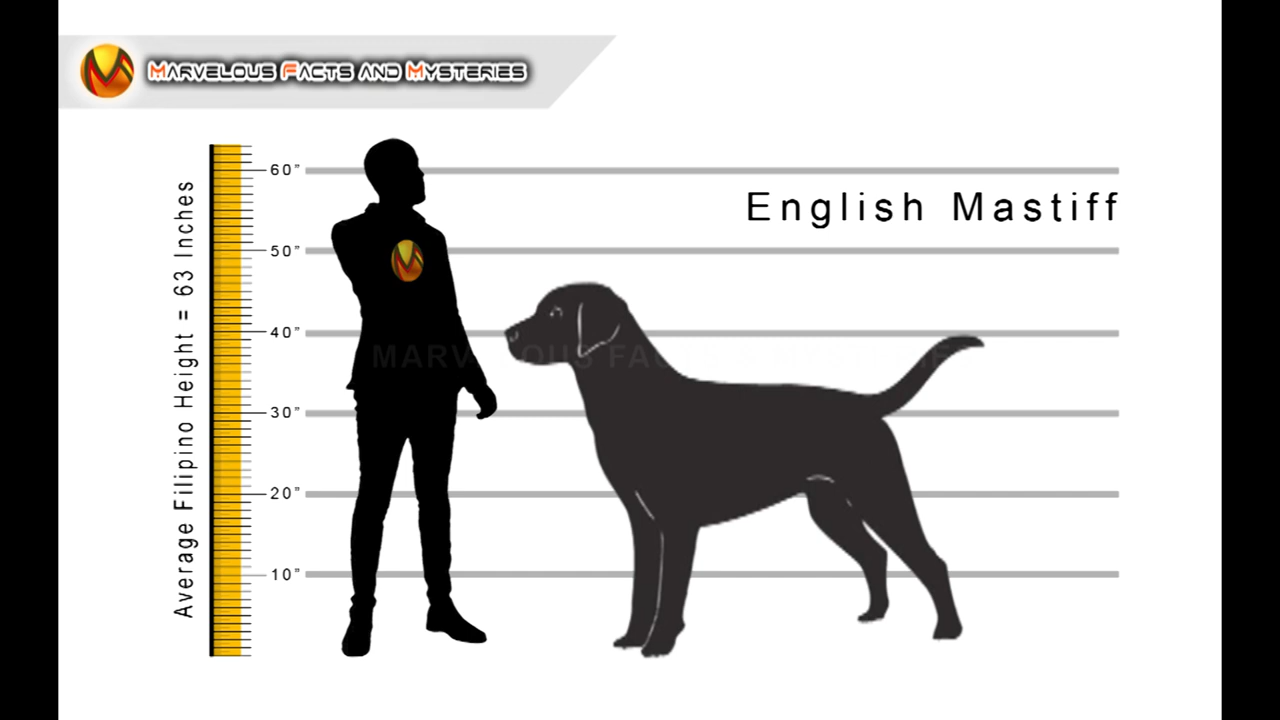 Marvelous Facts and Mysteries
English Mastiff
Average Filipino Height = 63 Inches
60”
50”
40”
30”
20”
10”